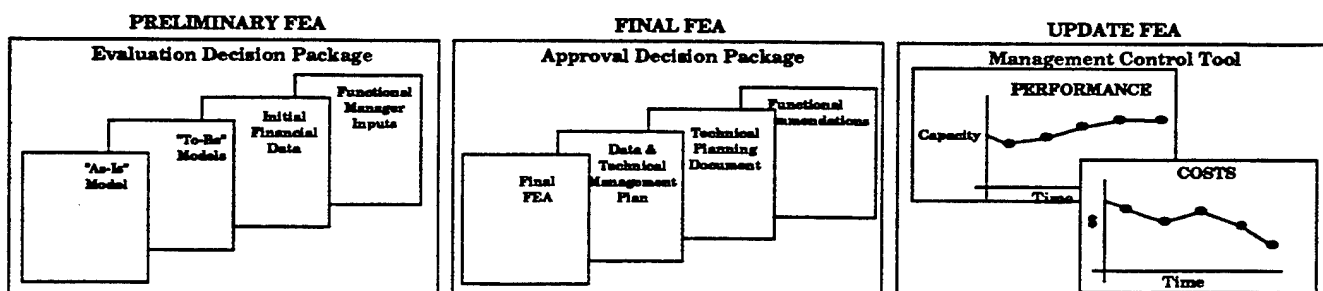 PRELIMINARY FEA
Evaluation Decision Package
"As-Is"
Model
"To-Be"
Models
Initial
Financial
Data
Functional
Manager
Inputs
FINAL FEA
Approval Decision Package
Final
FEA
Data &
Technical
Management
Plan
Technical
Planning
Document
Functional
mmendations
UPDATE FEA
Management Control Tool
PERFORMANCE
Capacity
Time
COSTS
$
Time